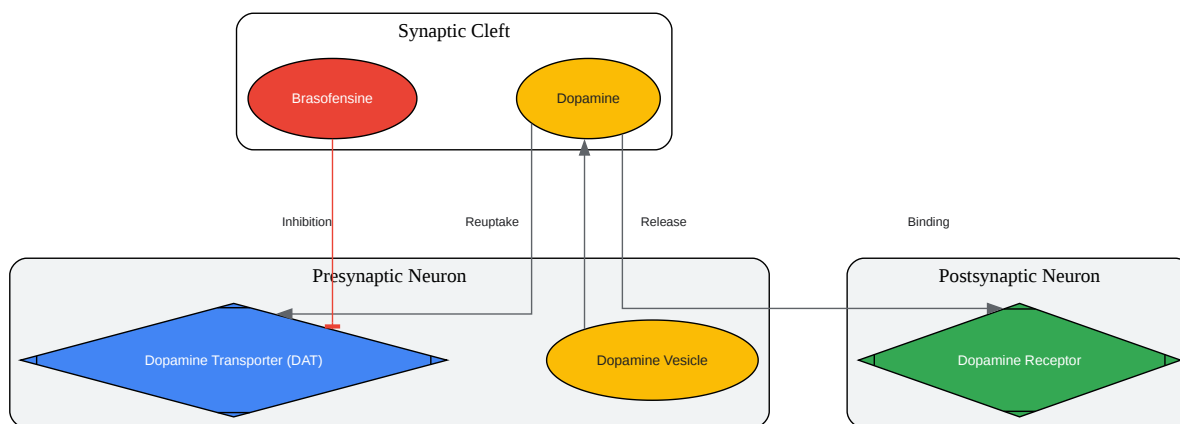 Synaptic Cleft
Brasofensine
Dopamine
Inhibition
Reuptake
Release
Binding
Presynaptic Neuron
Postsynaptic Neuron
Dopamine Transporter (DAT)
Dopamine Vesicle
Dopamine Receptor